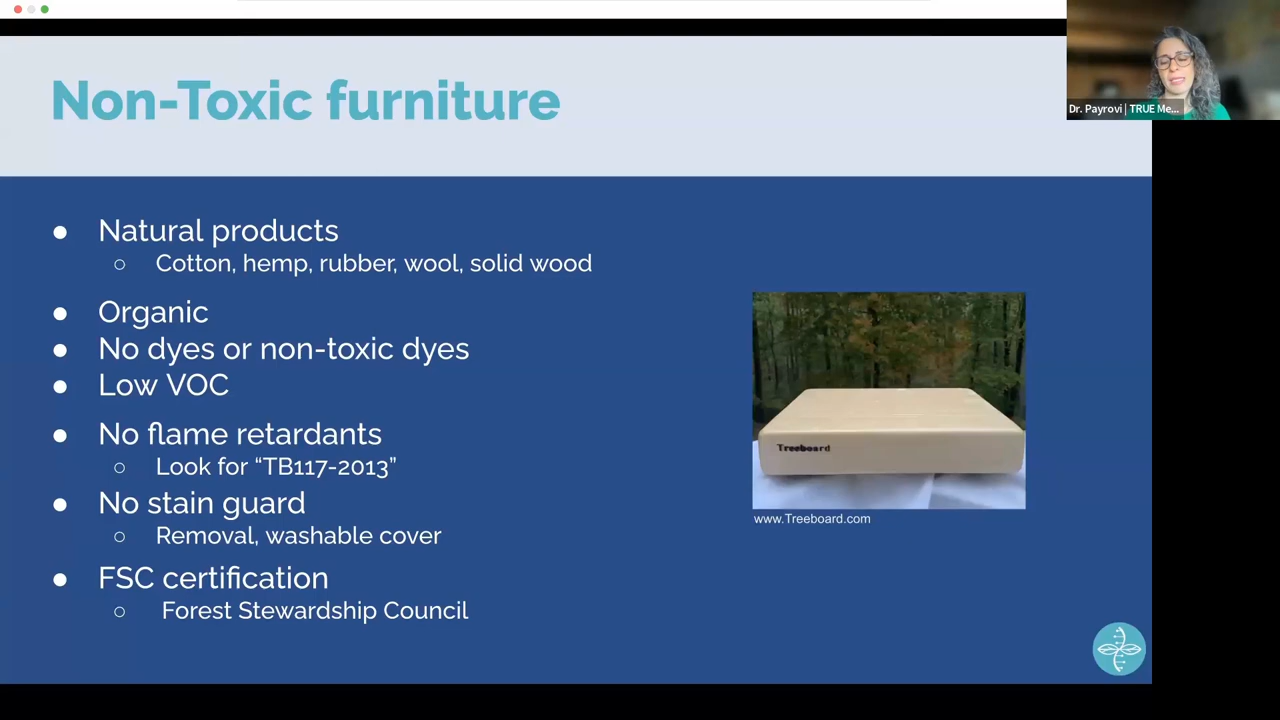 Non-Toxic furniture
Dr. Payrovi | TRUE Me...
● Natural products
○ Cotton, hemp, rubber, wool, solid wood
● Organic
● No dyes or non-toxic dyes
● Low VOC
● No flame retardants
○ Look for “TB117-2013”
● No stain guard
○ Removal, washable cover
● FSC certification
○ Forest Stewardship Council
Treeboard
www.Treeboard.com